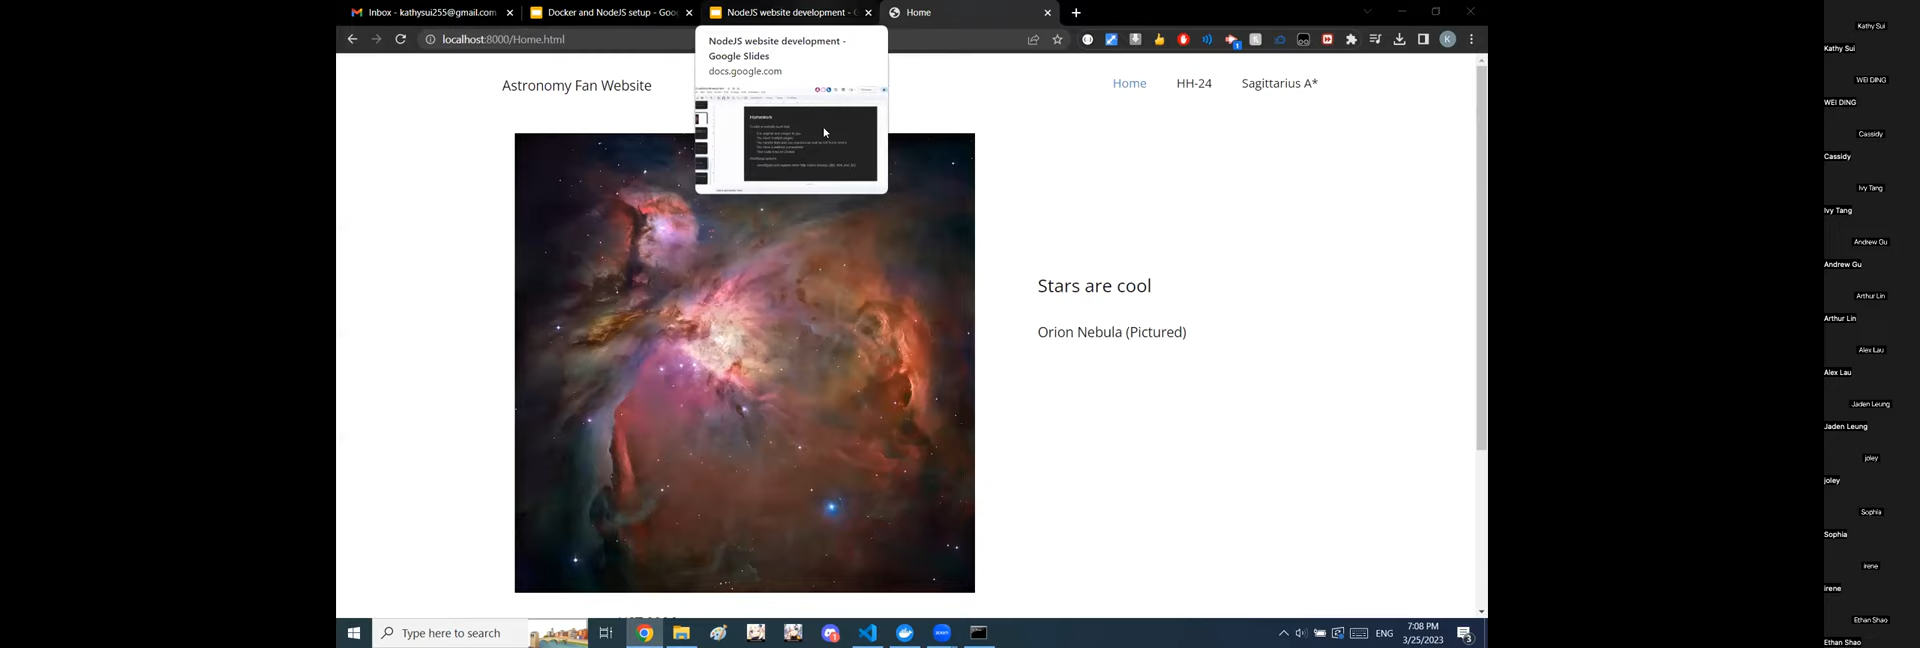 Inbox - kathysui255@gmail.com
Docker and NodeJS setup - Goo
NodeJS website development -
Home
localhost:8000/Home.html
NodeJS website development -
Google Slides
docs.google.com
Homework
Astronomy Fan Website
Home
HH-24
Sagittarius A*
Stars are cool
Orion Nebula (Pictured)
Type here to search
ENG
7:08 PM
3/25/2023
3
Kathy Sui
Kathy Sui
WEI DING
WEI DING
Cassidy
Cassidy
Ivy Tang
Ivy Tang
Andrew Gu
Andrew Gu
Arthur Lin
Arthur Lin
Alex Lau
Alex Lau
Jaden Leung
Jaden Leung
joley
joley
Sophia
Sophia
irene
irene
Ethan Shao
Ethan Shao